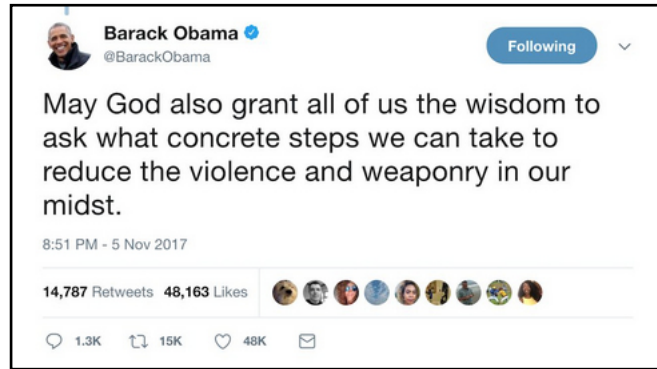 Barack Obama
@BarackObama
Following
May God also grant all of us the wisdom to
ask what concrete steps we can take to
reduce the violence and weaponry in our
midst.
8:51 PM - 5 Nov 2017
14,787 Retweets 48,163 Likes
1.3K 15K 48K